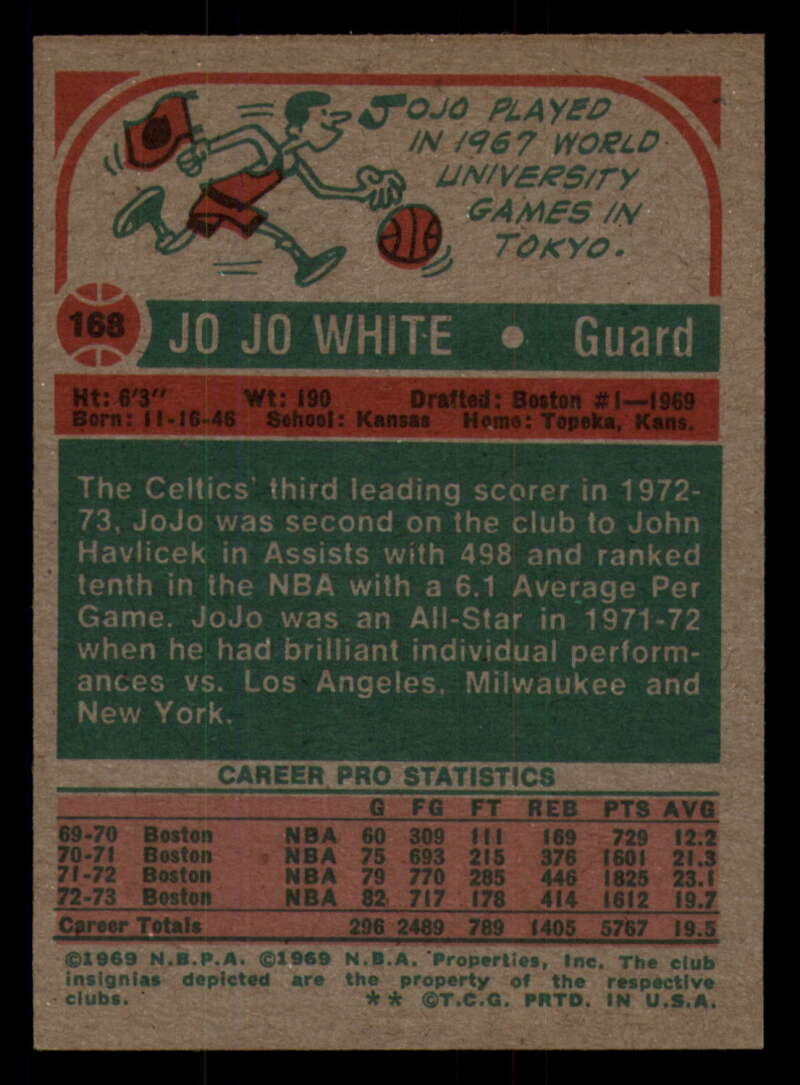 JOJO PLAYED
IN 1967 WORLD
UNIVERSITY
GAMES IN
TOKYO.
168 JO JO WHITE • Guard
Ht: 6'3" Wt: 190 Drafted: Boston #1—1969
Born: 11-16-46 School: Kansas Home: Topeka, Kans.
The Celtics' third leading scorer in 1972-
73, JoJo was second on the club to John
Havlicek in Assists with 498 and ranked
tenth in the NBA with a 6.1 Average Per
Game. JoJo was an All-Star in 1971-72
when he had brilliant individual perform-
ances vs. Los Angeles, Milwaukee and
New York.
CAREER PRO STATISTICS
G FG FT REB PTS AVG
69-70 Boston NBA 60 309 111 169 729 12.2
70-71 Boston NBA 75 693 215 376 1601 21.3
71-72 Boston NBA 79 770 285 446 1825 23.1
72-73 Boston NBA 82 717 178 414 1612 19.7
Career Totals 296 2489 789 1405 5767 19.5
©1969 N.B.P.A. ©1969 N.B.A. Properties, Inc. The club
insignias depicted are the property of the respective
clubs. ** ©T.C.G. PRTD. IN U.S.A.